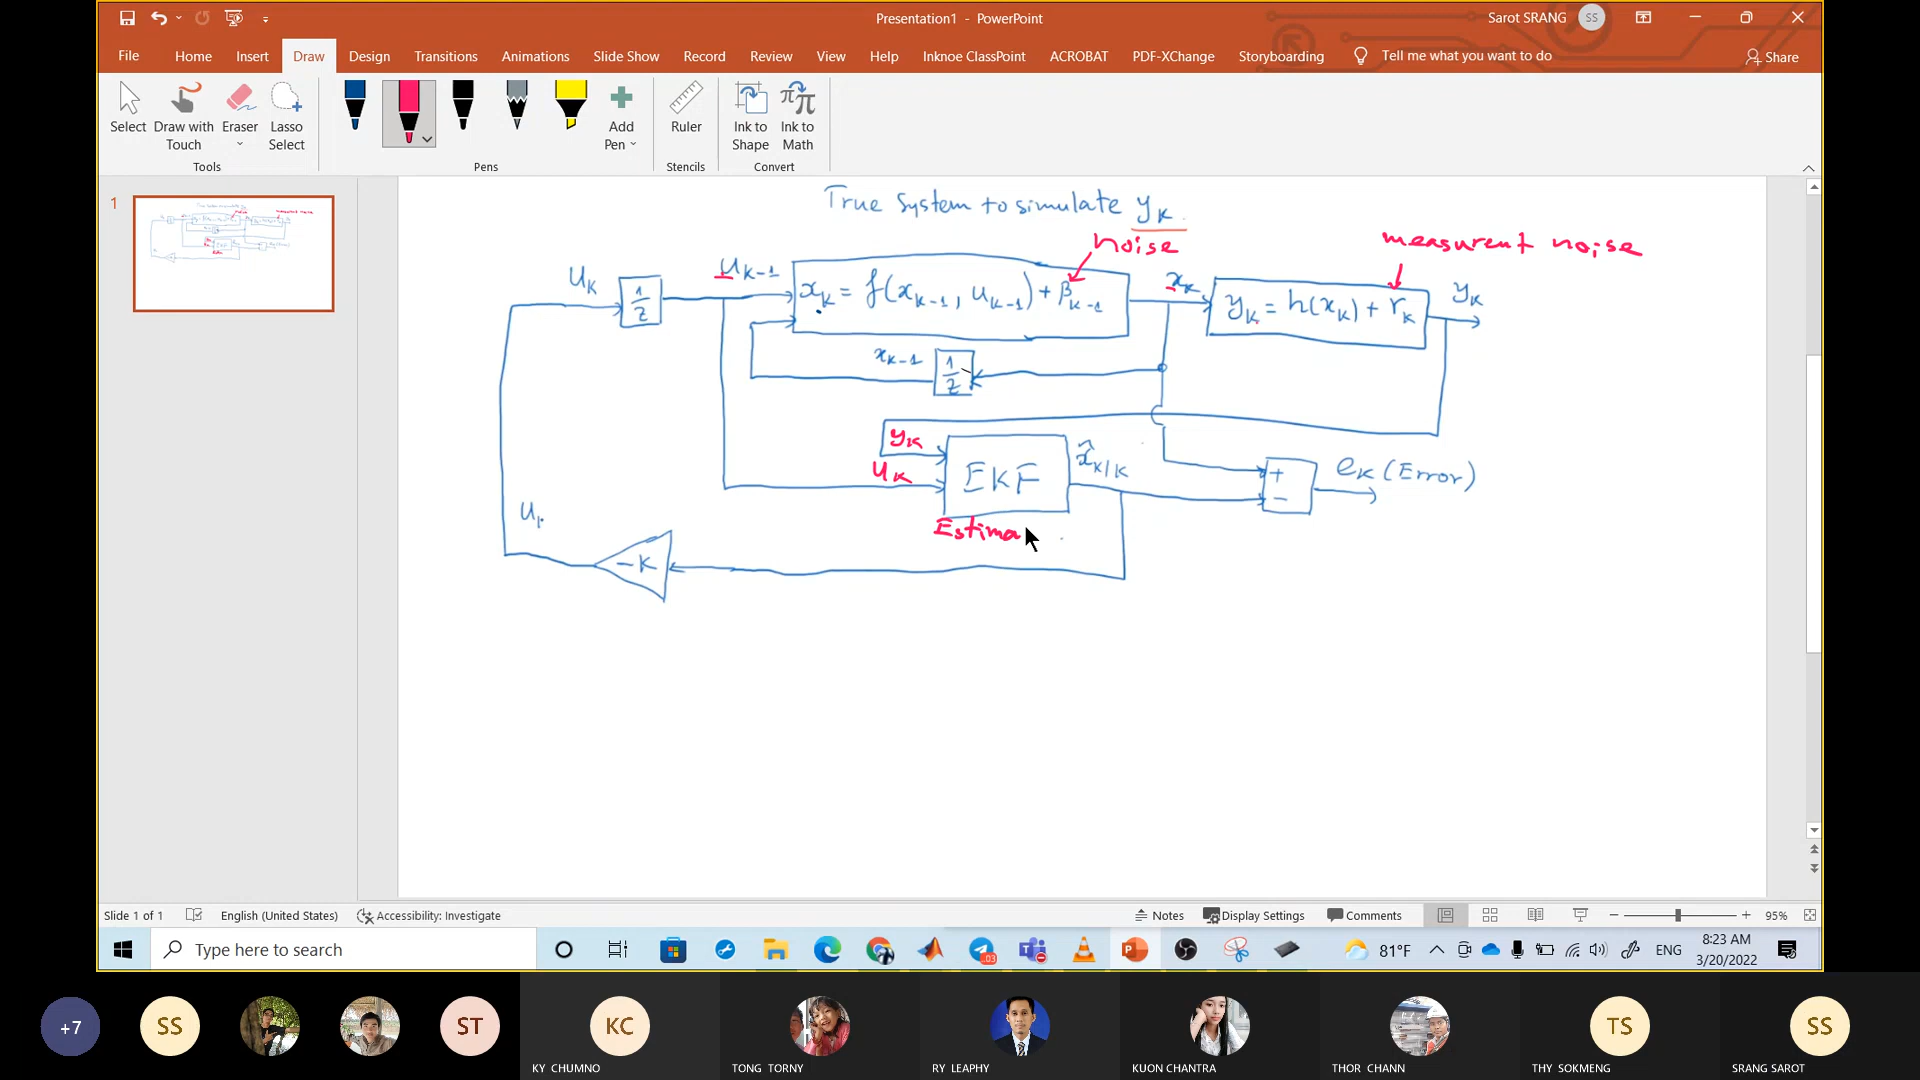 Presentation1 - PowerPoint
Sarot SRANG
SS
File Home Insert Draw Design Transitions Animations Slide Show Record Review View Help Inknoe ClassPoint ACROBAT PDF-XChange Storyboarding Tell me what you want to do Share
Select
Draw with Touch
Eraser
Lasso Select
Add Pen
Ruler
Ink to Shape
Ink to Math
Tools Pens Stencils Convert
1
True System to simulate yk.
noise
measurent noise
uk
1/z
uk-1
xk = f(xk-1, uk-1) + βk-1
xk
yk = h(xk) + rk
yk
xk-1
1/z
yk
uk
EKF
x̂k|k
+
−
ek (Error)
Estima
u
-K
Slide 1 of 1 English (United States) Accessibility: Investigate Notes Display Settings Comments 95%
Type here to search
03
81°F
ENG
8:23 AM
3/20/2022
+7
SS
ST
KC
TS
SS
KY CHUMNO
TONG TORNY
RY LEAPHY
KUON CHANTRA
THOR CHANN
THY SOKMENG
SRANG SAROT